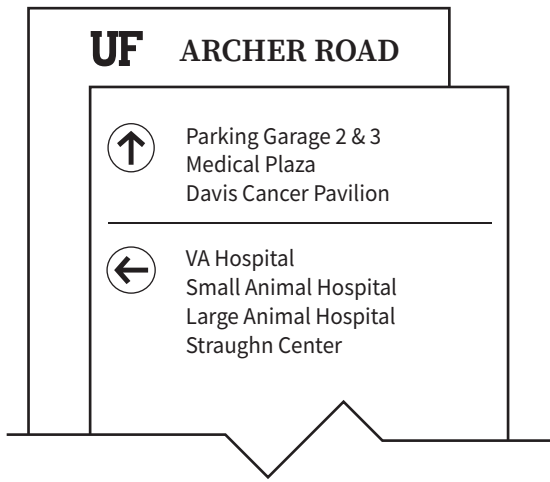 UF ARCHER ROAD
Parking Garage 2 & 3
Medical Plaza
Davis Cancer Pavilion
VA Hospital
Small Animal Hospital
Large Animal Hospital
Straughn Center